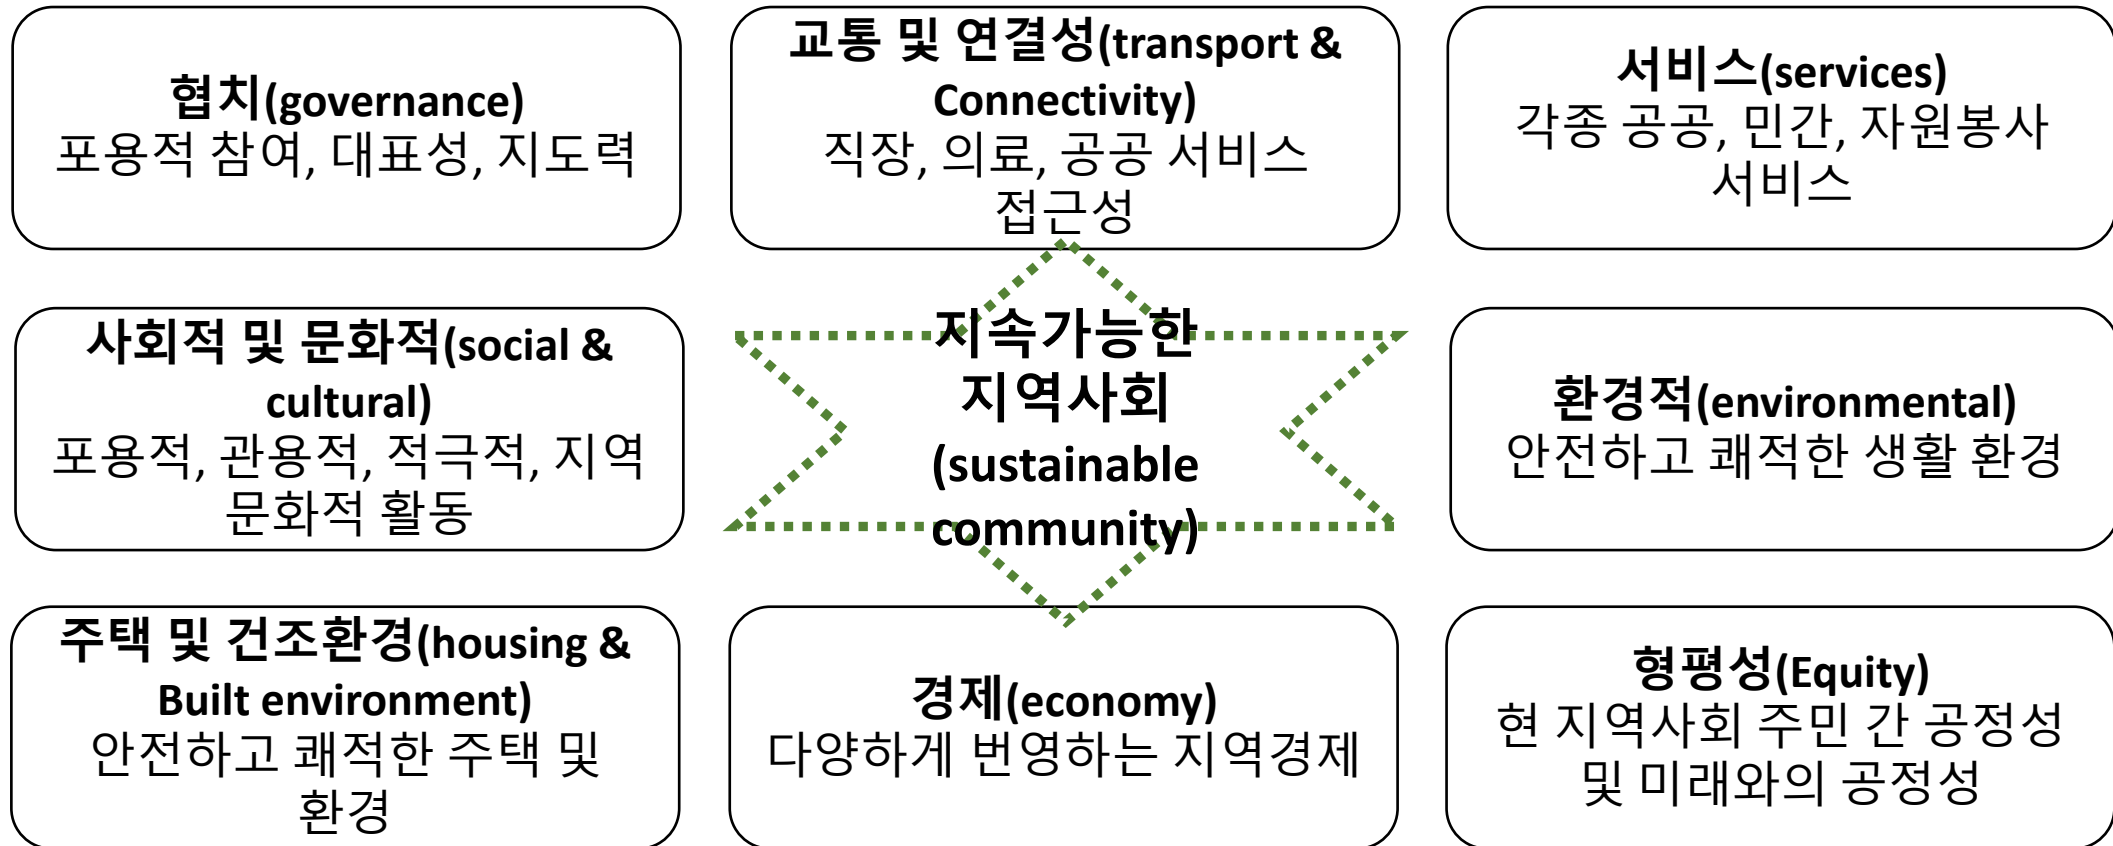 협치(governance)
포용적 참여, 대표성, 지도력
교통 및 연결성(transport &
Connectivity)
직장, 의료, 공공 서비스
접근성
서비스(services)
각종 공공, 민간, 자원봉사
서비스
사회적 및 문화적(social &
cultural)
포용적, 관용적, 적극적, 지역
문화적 활동
지속가능한
지역사회
(sustainable
community)
환경적(environmental)
안전하고 쾌적한 생활 환경
주택 및 건조환경(housing &
Built environment)
안전하고 쾌적한 주택 및
환경
경제(economy)
다양하게 번영하는 지역경제
형평성(Equity)
현 지역사회 주민 간 공정성
및 미래와의 공정성